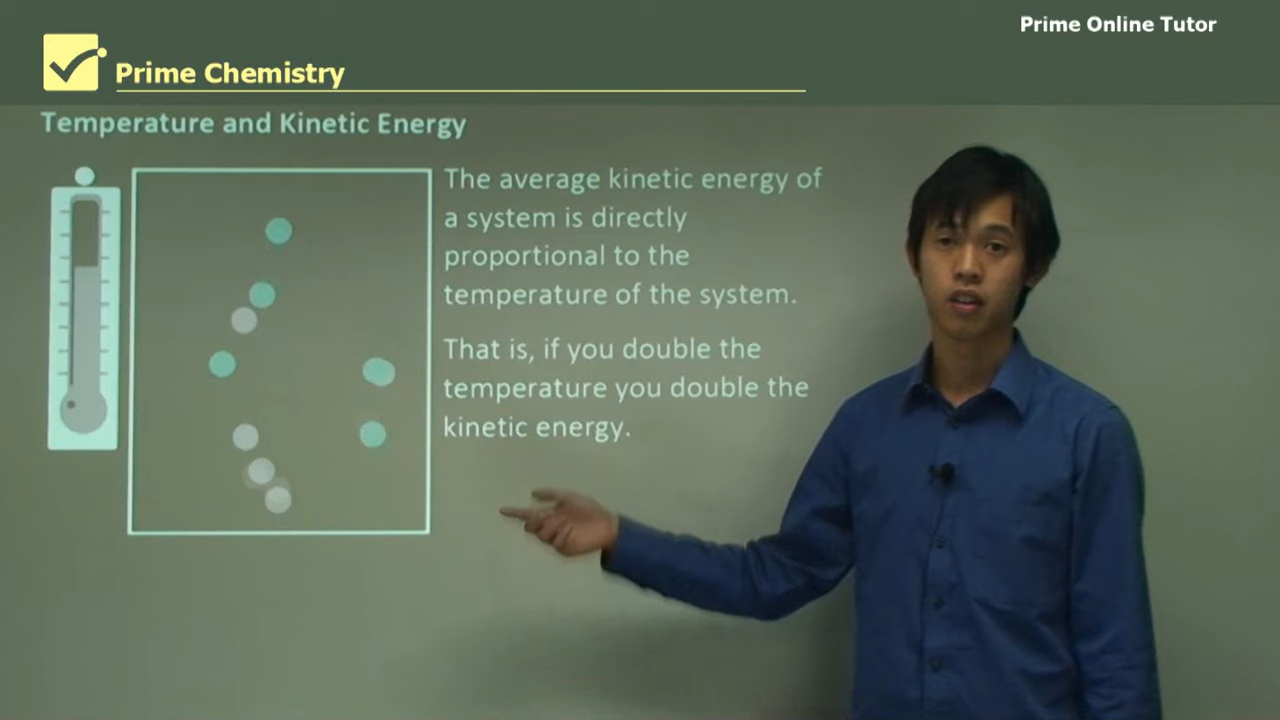 Prime Online Tutor
Prime Chemistry
Temperature and Kinetic Energy
The average kinetic energy of
a system is directly
proportional to the
temperature of the system.
That is, if you double the
temperature you double the
kinetic energy.